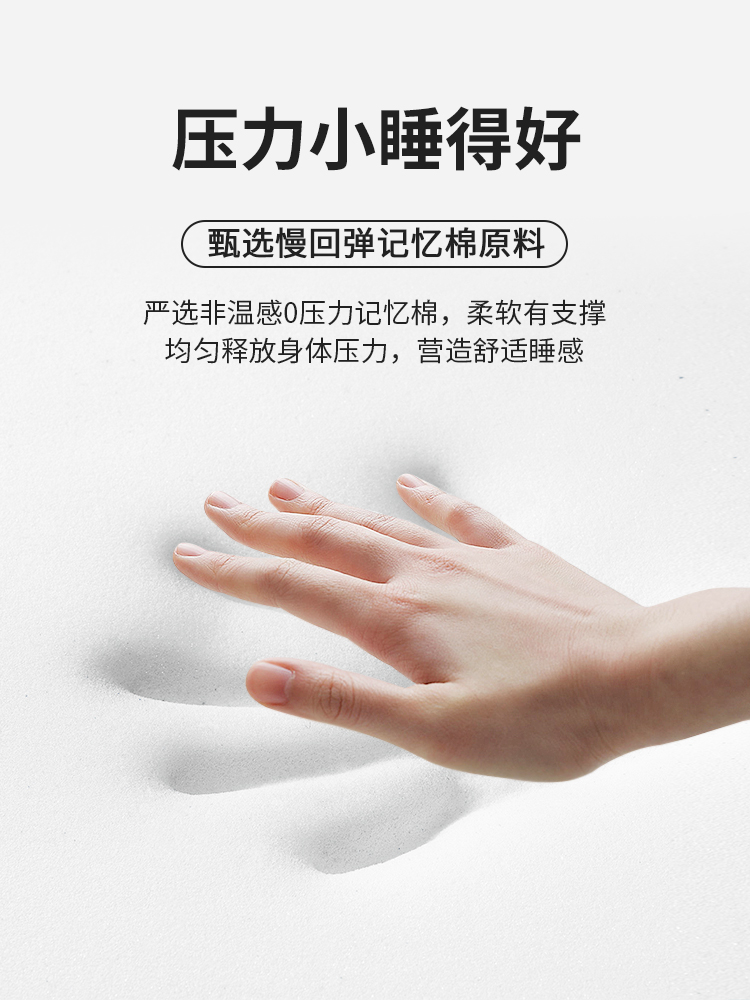 压力小睡得好
甄选慢回弹记忆棉原料
严选非温感0压力记忆棉，柔软有支撑
均匀释放身体压力，营造舒适睡感